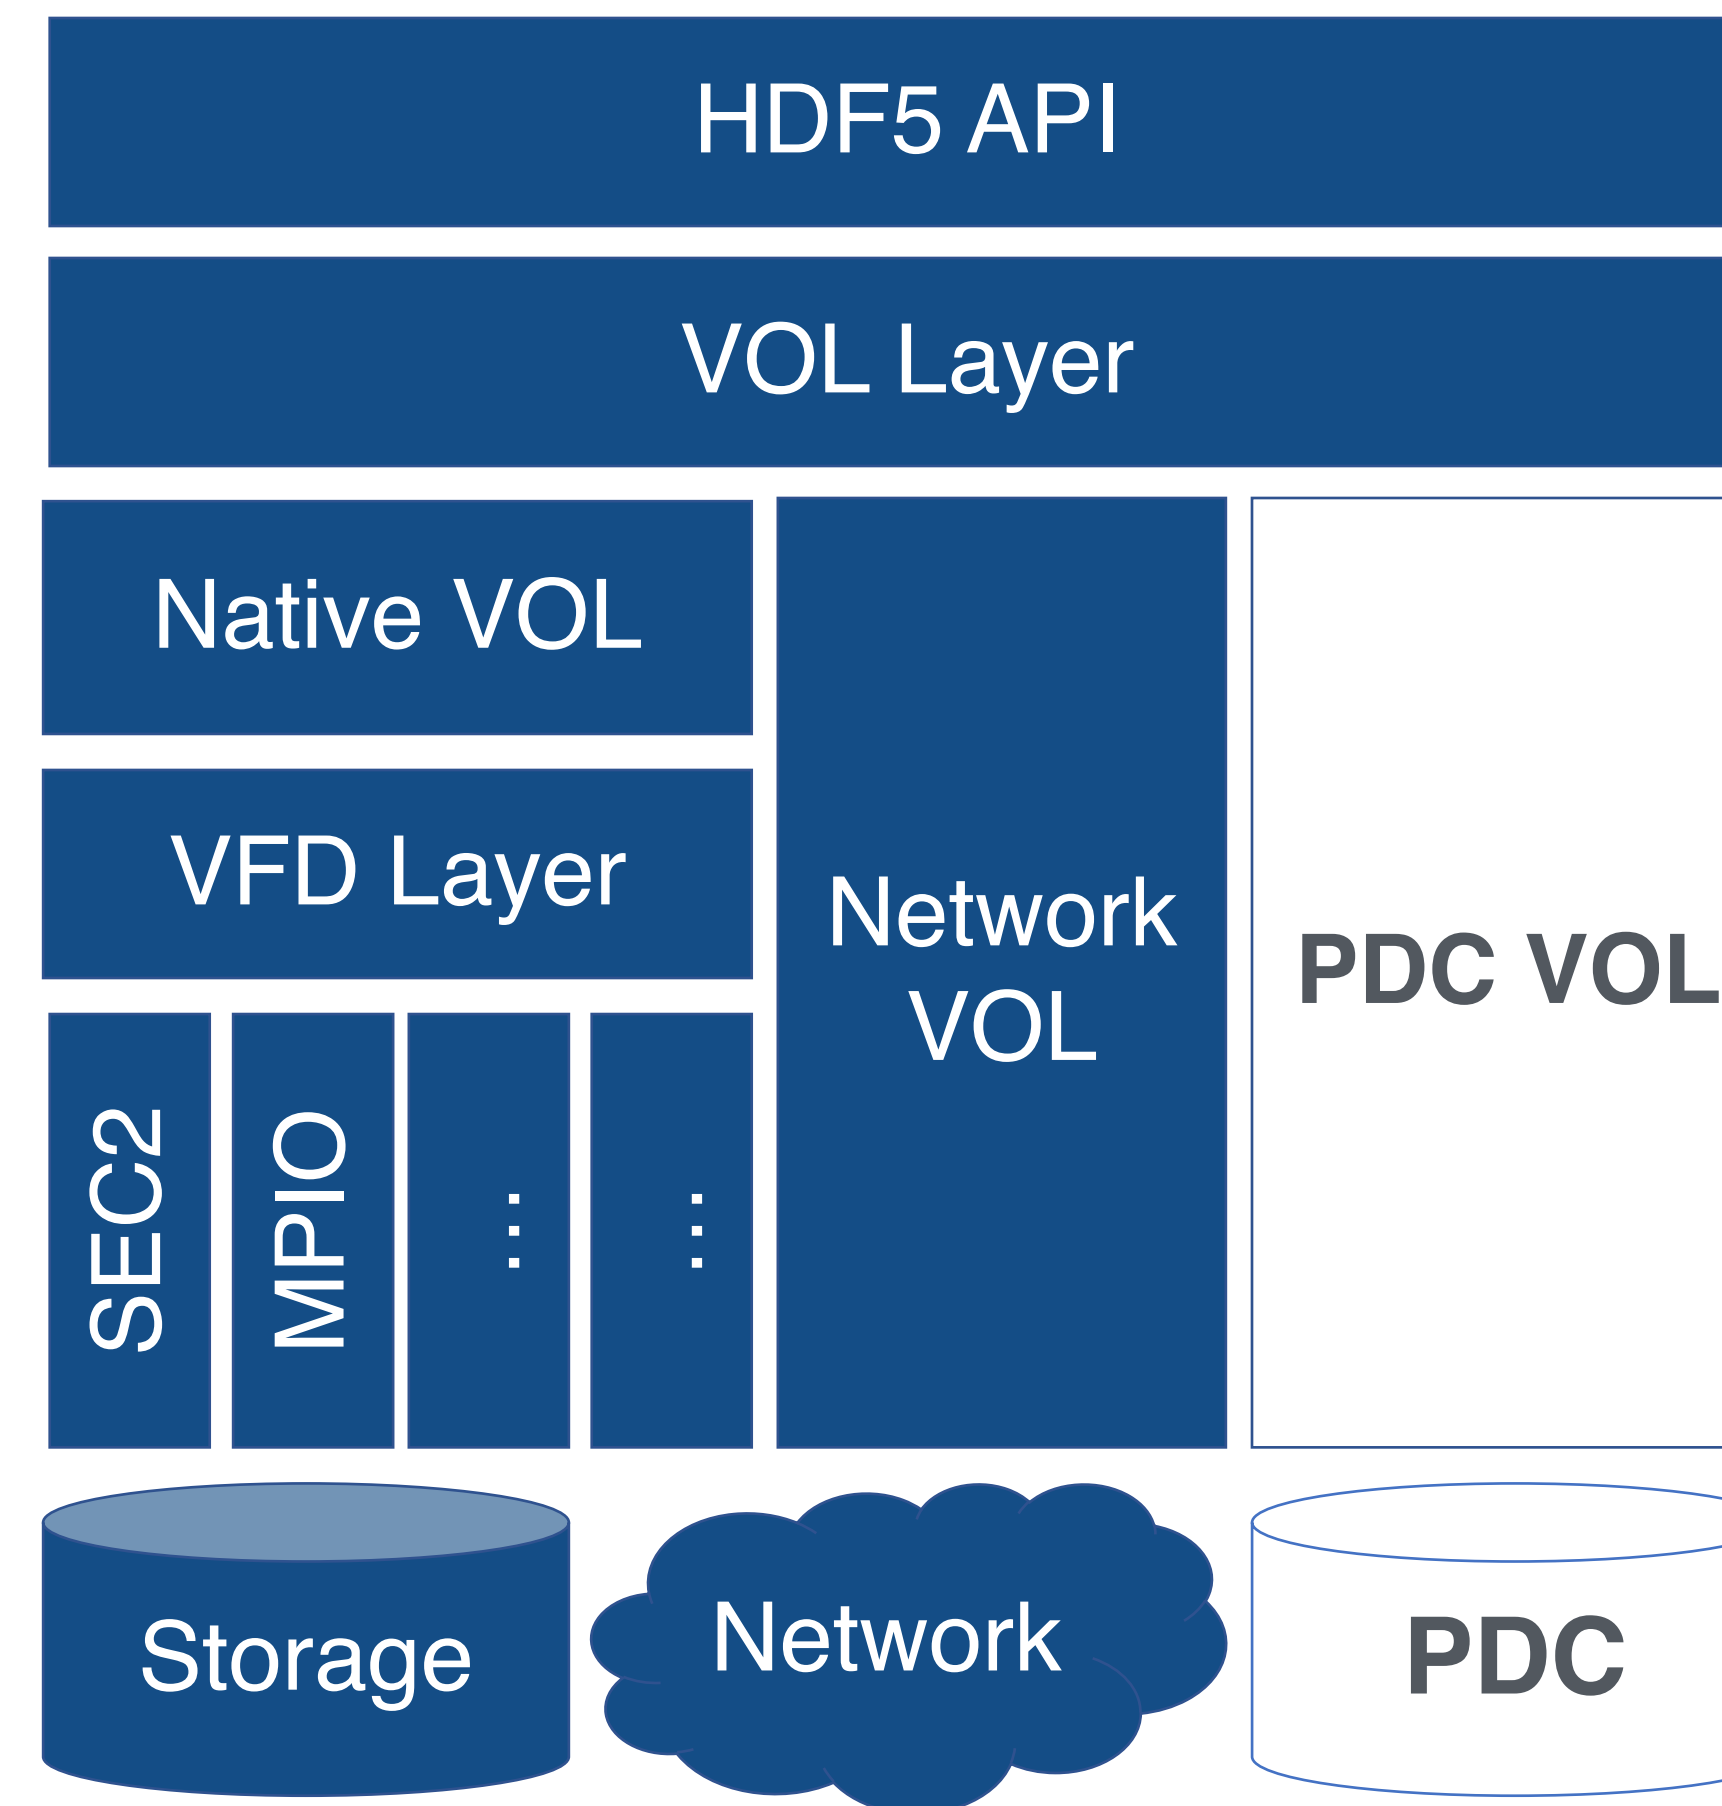 HDF5 API
VOL Layer
Native VOL
VFD Layer
Network
VOL
PDC VOL
SEC2
MPIO
...
...
Storage
Network
PDC